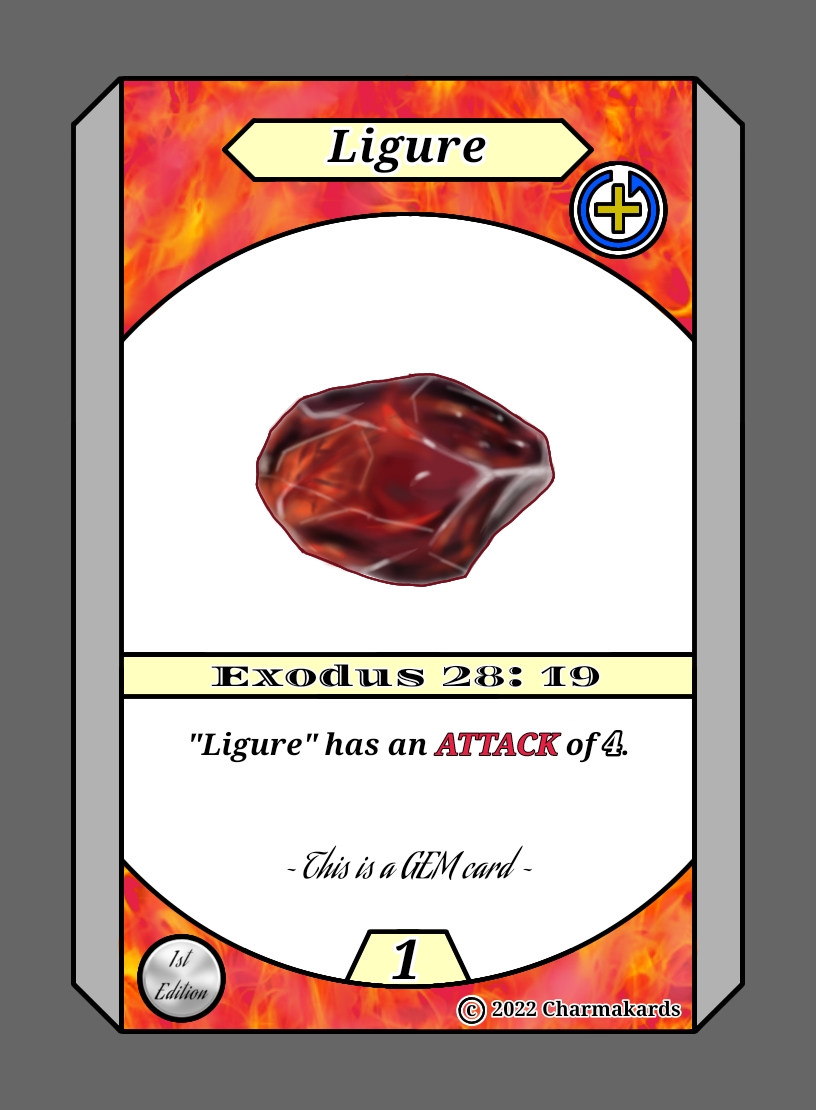 Ligure
Exodus 28: 19
"Ligure" has an ATTACK of 4.
~ This is a GEM card ~
1
1st
Edition
© 2022 Charmakards